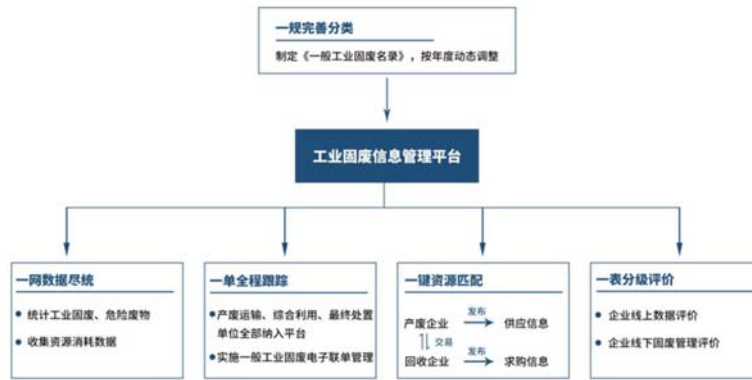 一规完善分类
制定《一般工业固废名录》，按年度动态调整
工业固废信息管理平台
一网数据尽统
统计工业固废、危险废物
收集资源消耗数据
一单全程跟踪
产废运输、综合利用、最终处置
单位全部纳入平台
实施一般工业固废电子联单管理
一键资源匹配
产废企业 发布 供应信息
交易
回收企业 发布 求购信息
一表分级评价
企业线上数据评价
企业线下固废管理评价